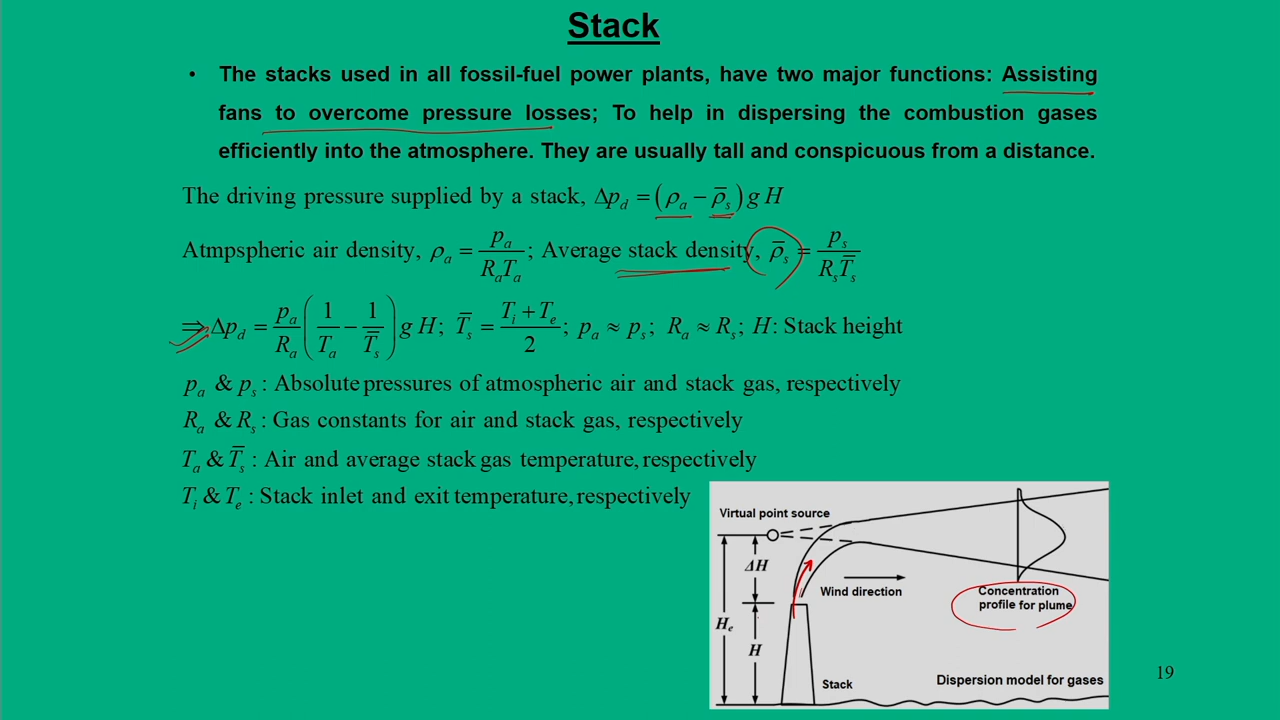 Stack
• The stacks used in all fossil-fuel power plants, have two major functions: Assisting
fans to overcome pressure losses; To help in dispersing the combustion gases
efficiently into the atmosphere. They are usually tall and conspicuous from a distance.
The driving pressure supplied by a stack, Δp_d = (ρ_a − ρ̅_s) g H
Atmpspheric air density, ρ_a = p_a / (R_a T_a); Average stack density, ρ̅_s = p_s / (R_s T̅_s)
⇒ Δp_d = p_a / R_a (1 / T_a − 1 / T̅_s) g H; T̅_s = (T_i + T_e) / 2; p_a ≈ p_s; R_a ≈ R_s; H: Stack height
p_a & p_s : Absolute pressures of atmospheric air and stack gas, respectively
R_a & R_s : Gas constants for air and stack gas, respectively
T_a & T̅_s : Air and average stack gas temperature, respectively
T_i & T_e : Stack inlet and exit temperature, respectively
Virtual point source
ΔH
Wind direction
Concentration
profile for plume
H_e
H
Stack
Dispersion model for gases
19